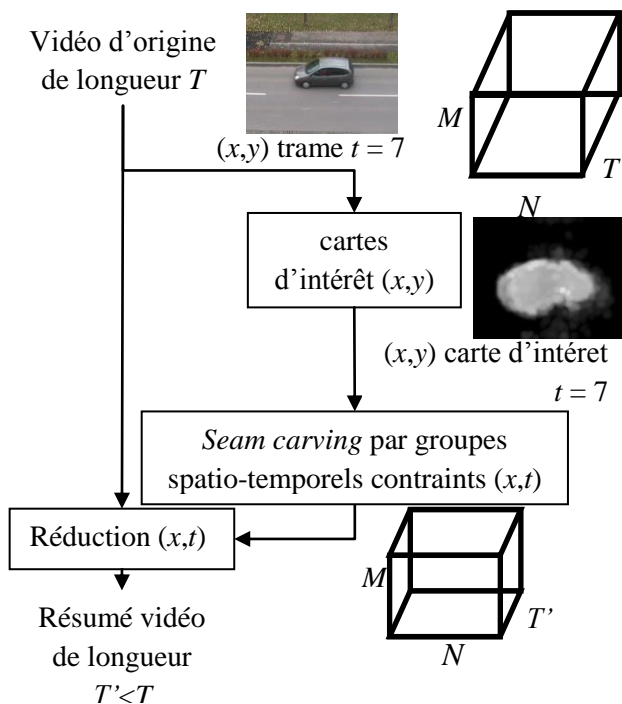 Vidéo d’origine
de longueur T
(x,y) trame t = 7
M
T
N
cartes
d’intérêt (x,y)
(x,y) carte d’intéret
t = 7
Seam carving par groupes
spatio-temporels contraints (x,t)
Réduction (x,t)
M
T’
N
Résumé vidéo
de longueur
T’<T